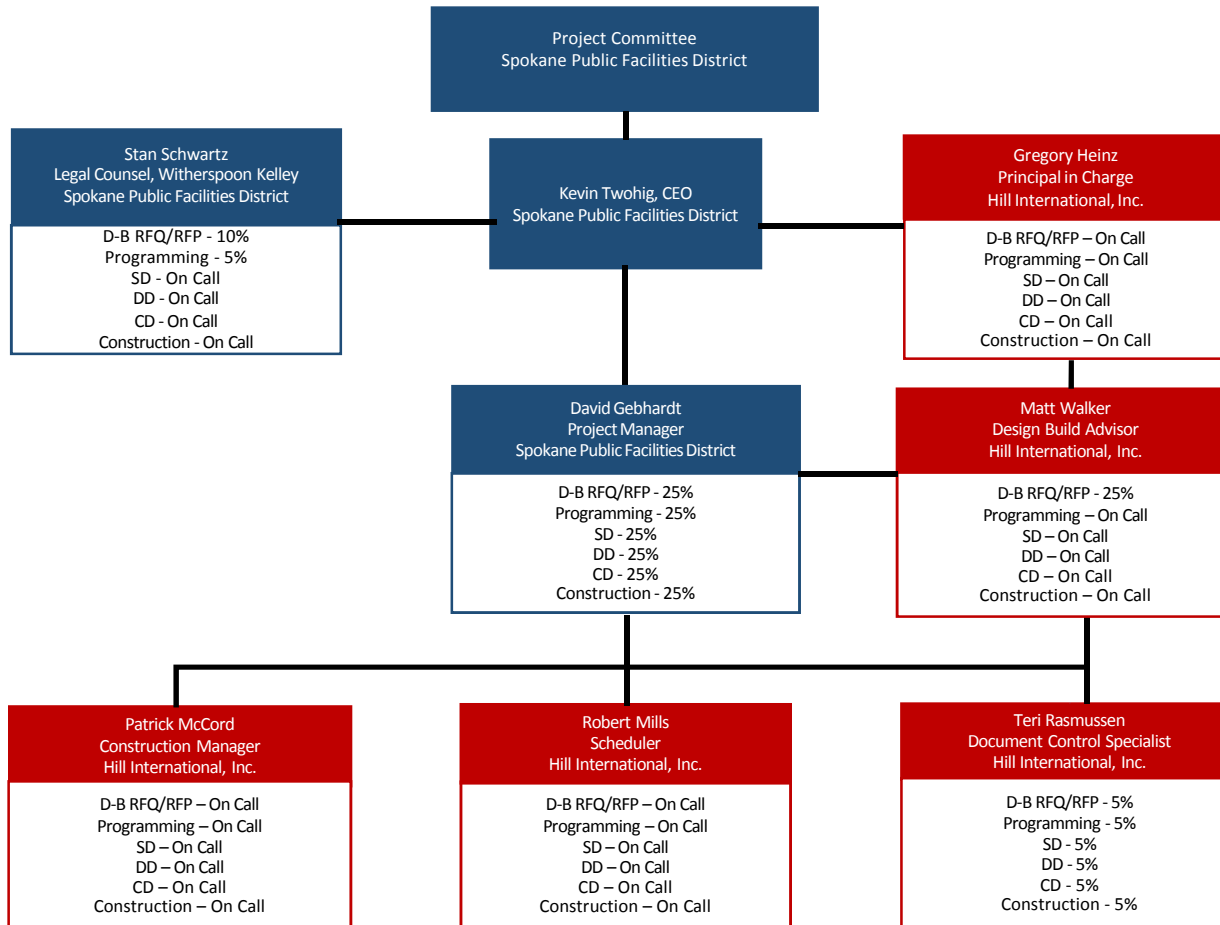 Project Committee
Spokane Public Facilities District
Stan Schwartz
Legal Counsel, Witherspoon Kelley
Spokane Public Facilities District
D-B RFQ/RFP - 10%
Programming - 5%
SD - On Call
DD - On Call
CD - On Call
Construction - On Call
Kevin Twohig, CEO
Spokane Public Facilities District
Gregory Heinz
Principal in Charge
Hill International, Inc.
D-B RFQ/RFP – On Call
Programming – On Call
SD – On Call
DD – On Call
CD – On Call
Construction – On Call
David Gebhardt
Project Manager
Spokane Public Facilities District
D-B RFQ/RFP - 25%
Programming - 25%
SD - 25%
DD - 25%
CD - 25%
Construction - 25%
Matt Walker
Design Build Advisor
Hill International, Inc.
D-B RFQ/RFP – 25%
Programming – On Call
SD – On Call
DD – On Call
CD – On Call
Construction – On Call
Patrick McCord
Construction Manager
Hill International, Inc.
D-B RFQ/RFP – On Call
Programming – On Call
SD – On Call
DD – On Call
CD – On Call
Construction – On Call
Robert Mills
Scheduler
Hill International, Inc.
D-B RFQ/RFP – On Call
Programming – On Call
SD – On Call
DD – On Call
CD – On Call
Construction – On Call
Teri Rasmussen
Document Control Specialist
Hill International, Inc.
D-B RFQ/RFP - 5%
Programming - 5%
SD - 5%
DD - 5%
CD - 5%
Construction - 5%